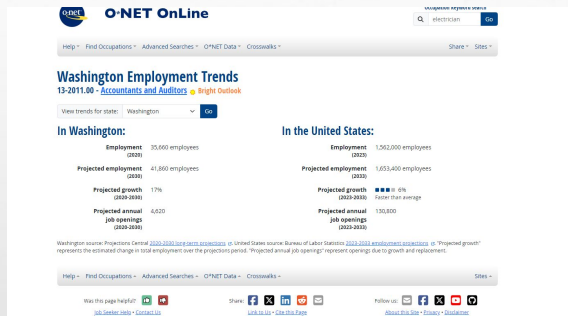 o·net
O*NET OnLine
Occupation Keyword Search
electrician
Go
Help Find Occupations Advanced Searches O*NET Data Crosswalks Share Sites
Washington Employment Trends
13-2011.00 - Accountants and Auditors Bright Outlook
View trends for state: Washington Go
In Washington:
Employment (2020) 35,660 employees
Projected employment (2030) 41,860 employees
Projected growth (2020-2030) 17%
Projected annual job openings (2020-2030) 4,620
In the United States:
Employment (2023) 1,562,000 employees
Projected employment (2033) 1,653,400 employees
Projected growth (2023-2033) 6% Faster than average
Projected annual job openings (2023-2033) 130,800
Washington source: Projections Central 2020-2030 long-term projections. United States source: Bureau of Labor Statistics 2023-2033 employment projections. "Projected growth"
represents the estimated change in total employment over the projections period. "Projected annual job openings" represent openings due to growth and replacement.
Help Find Occupations Advanced Searches O*NET Data Crosswalks Sites
Was this page helpful? Share: Follow us:
Job Seeker Help • Contact Us Link to Us • Cite this Page About this Site • Privacy • Disclaimer